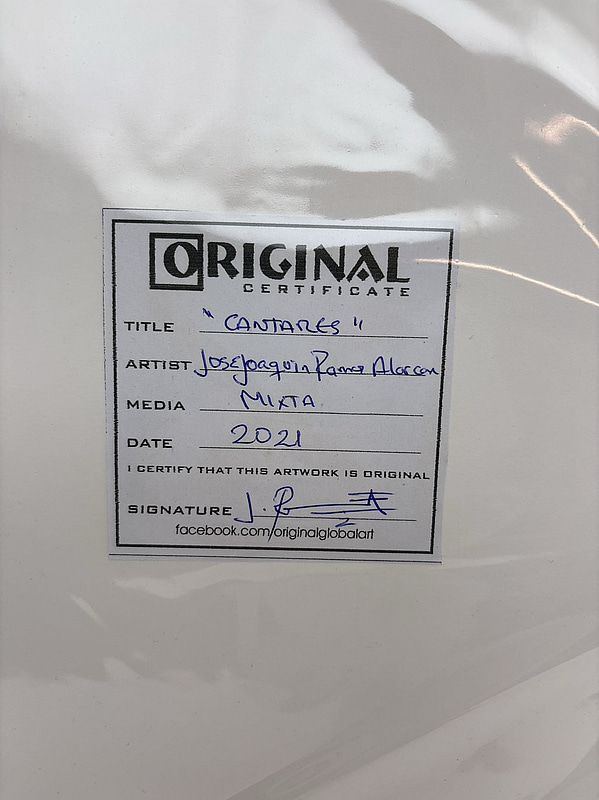 ORIGINAL
CERTIFICATE
TITLE "CANTARES"
ARTIST Jose Joaquin Ramos Alarcon
MEDIA MIXTA
DATE 2021
I CERTIFY THAT THIS ARTWORK IS ORIGINAL
SIGNATURE
facebook.com/originalglobalart